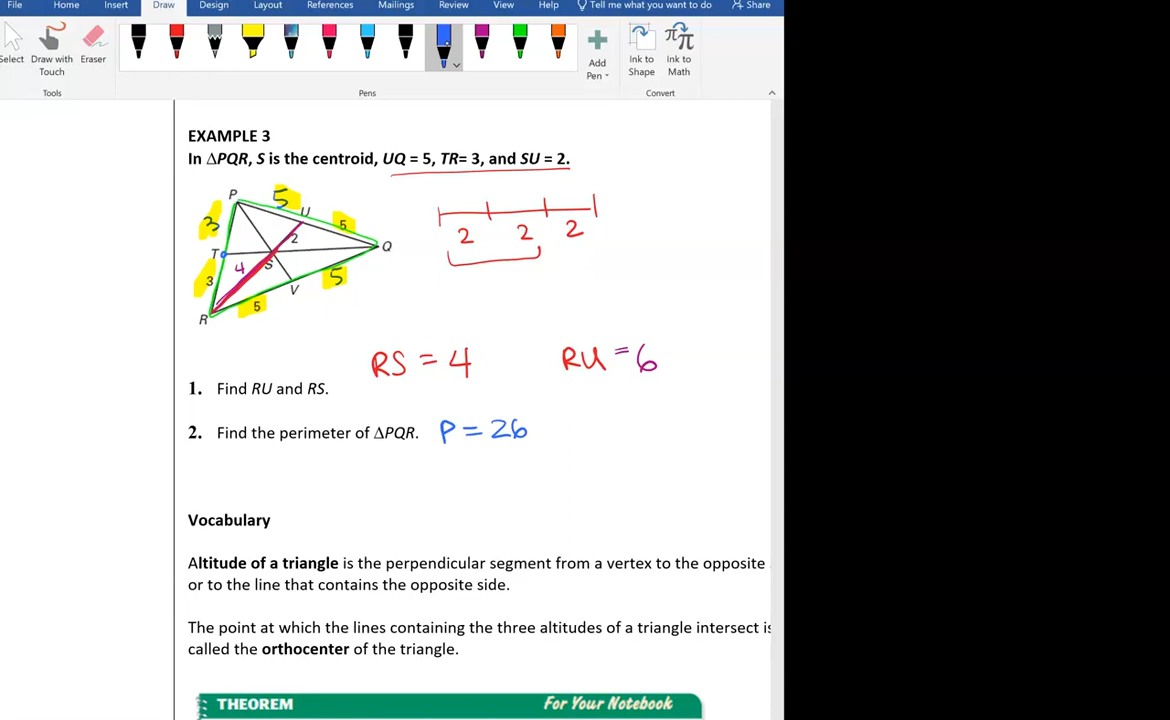 File Home Insert Draw Design Layout References Mailings Review View Help Tell me what you want to do Share
Select Draw with Touch Eraser Add Pen Ink to Shape Ink to Math
Tools Pens Convert
EXAMPLE 3
In ∆PQR, S is the centroid, UQ = 5, TR= 3, and SU = 2.
P 5 U 5 Q
3 T 2 S 4
3 R 5 V 5
2 2 2
RS = 4 RU = 6
1. Find RU and RS.
2. Find the perimeter of ∆PQR. P = 26
Vocabulary
Altitude of a triangle is the perpendicular segment from a vertex to the opposite
or to the line that contains the opposite side.
The point at which the lines containing the three altitudes of a triangle intersect is
called the orthocenter of the triangle.
THEOREM For Your Notebook